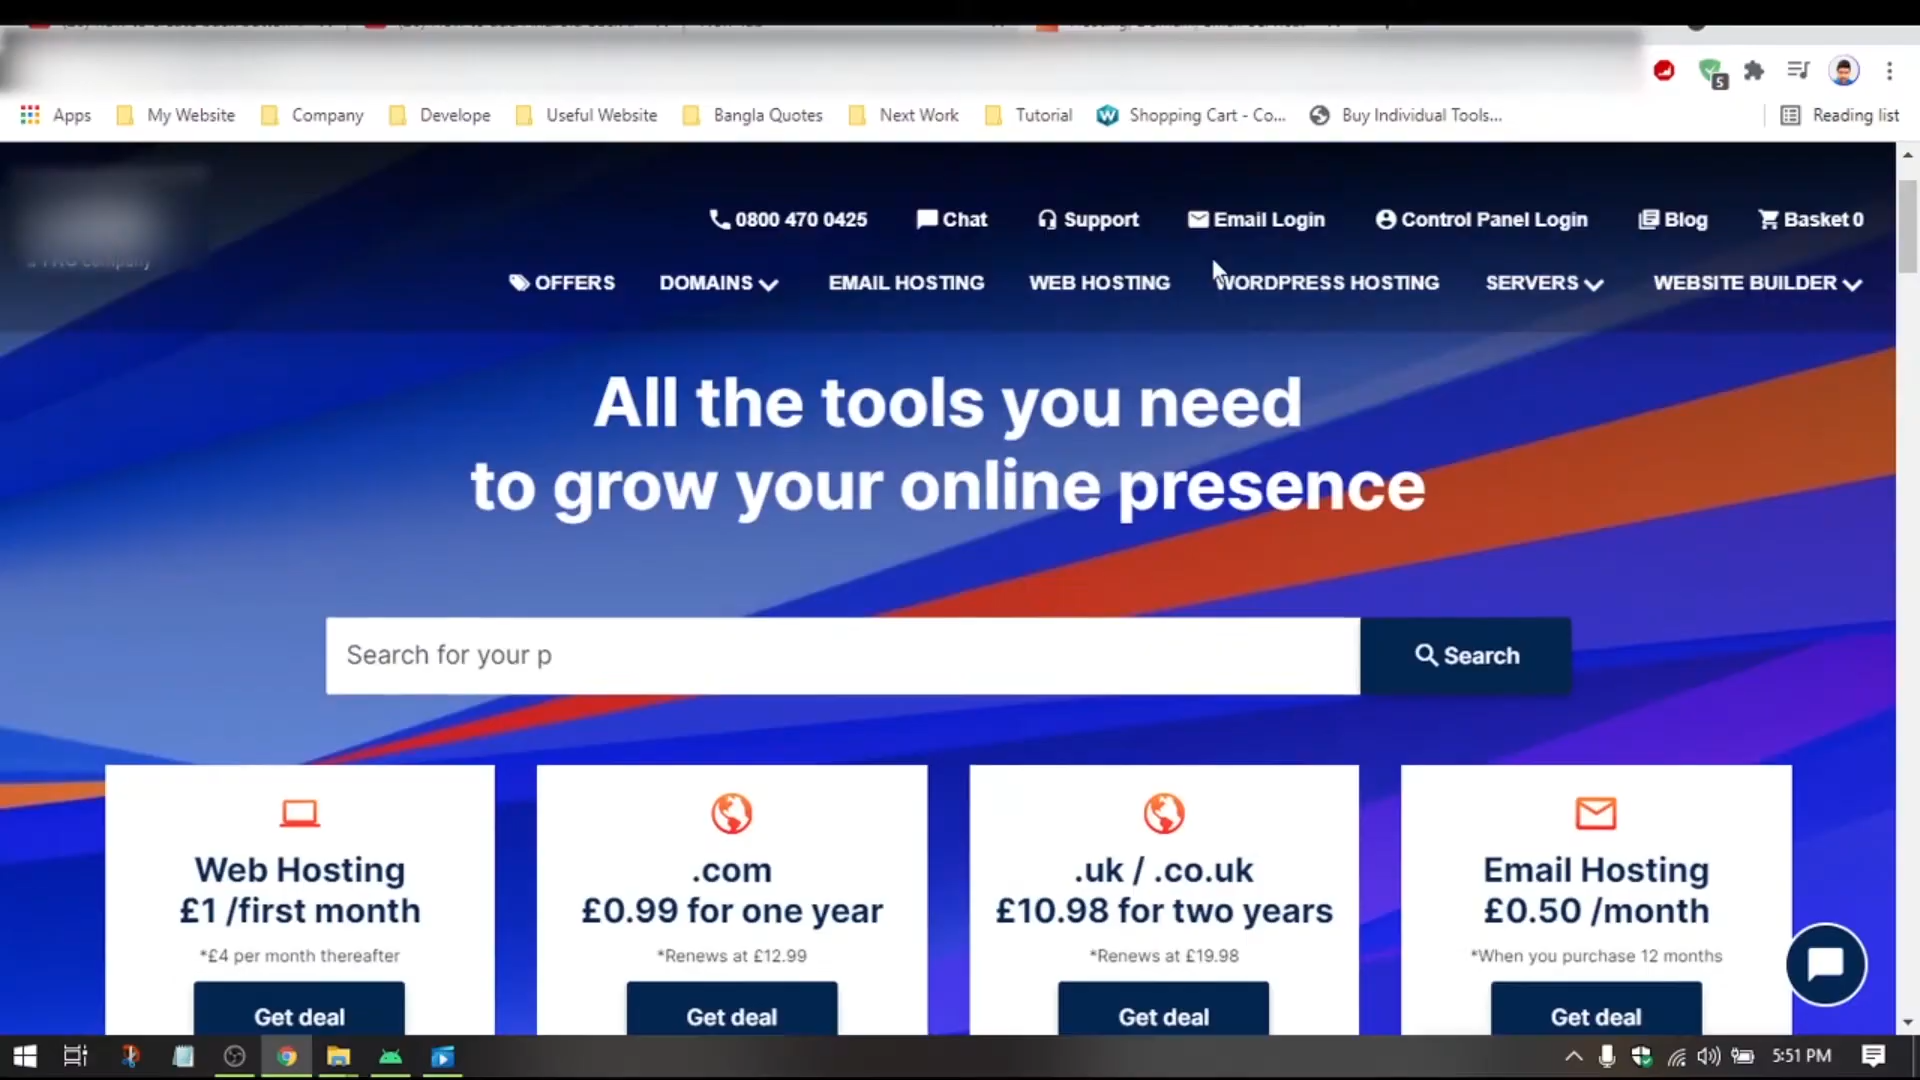 5
Apps
My Website
Company
Develope
Useful Website
Bangla Quotes
Next Work
Tutorial
Shopping Cart - Co...
Buy Individual Tools...
Reading list
0800 470 0425
Chat
Support
Email Login
Control Panel Login
Blog
Basket 0
OFFERS
DOMAINS
EMAIL HOSTING
WEB HOSTING
WORDPRESS HOSTING
SERVERS
WEBSITE BUILDER
All the tools you need
to grow your online presence
Search for your p
Search
Web Hosting
£1 /first month
*£4 per month thereafter
Get deal
.com
£0.99 for one year
*Renews at £12.99
Get deal
.uk / .co.uk
£10.98 for two years
*Renews at £19.98
Get deal
Email Hosting
£0.50 /month
*When you purchase 12 months
Get deal
5:51 PM